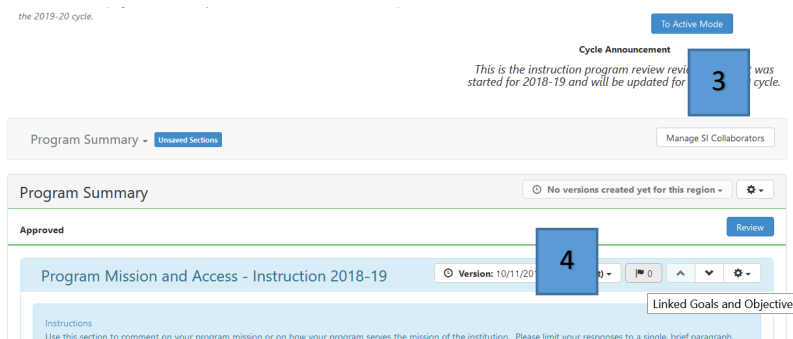 the 2019-20 cycle.
To Active Mode
Cycle Announcement
This is the instruction program review revi t was
started for 2018-19 and will be updated for cycle.
3
Program Summary
Unsaved Sections
Manage SI Collaborators
Program Summary
No versions created yet for this region
Approved
Review
4
Program Mission and Access - Instruction 2018-19
Version: 10/11/201 t)
0
Linked Goals and Objective
Instructions
Use this section to comment on your program mission or on how your program serves the mission of the institution. Please limit your responses to a single, brief paragraph.